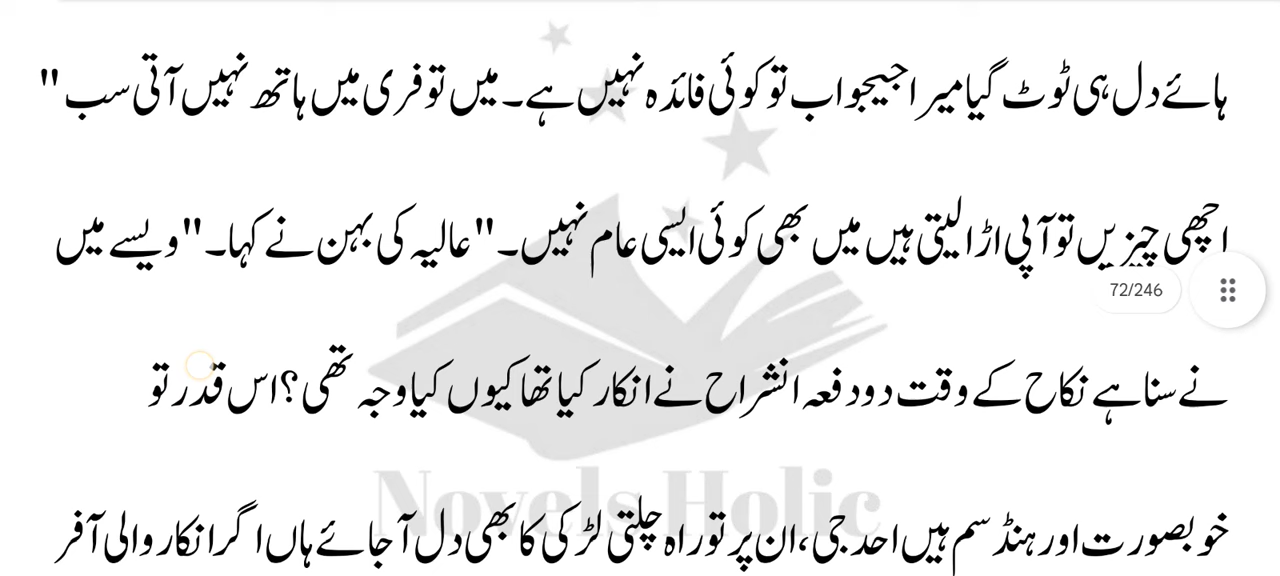 ہائے دل ہی ٹوٹ گیا میرا جیجو اب تو کوئی فائدہ نہیں ہے۔ میں تو فری میں ہاتھ نہیں آتی سب "
اچھی چیزیں تو آپی اڑا لیتی ہیں میں بھی کوئی ایسی عام نہیں۔" عالیہ کی بہن نے کہا۔" ویسے میں
72/246
نے سنا ہے نکاح کے وقت دو دفعہ انشراح نے انکار کیا تھا کیوں کیا وجہ تھی؟ اس قدر تو
Novels Holic
خوبصورت اور ہنڈسم ہیں احد جی، ان پر تو راہ چلتی لڑکی کا بھی دل آ جائے ہاں اگر انکار والی آفر